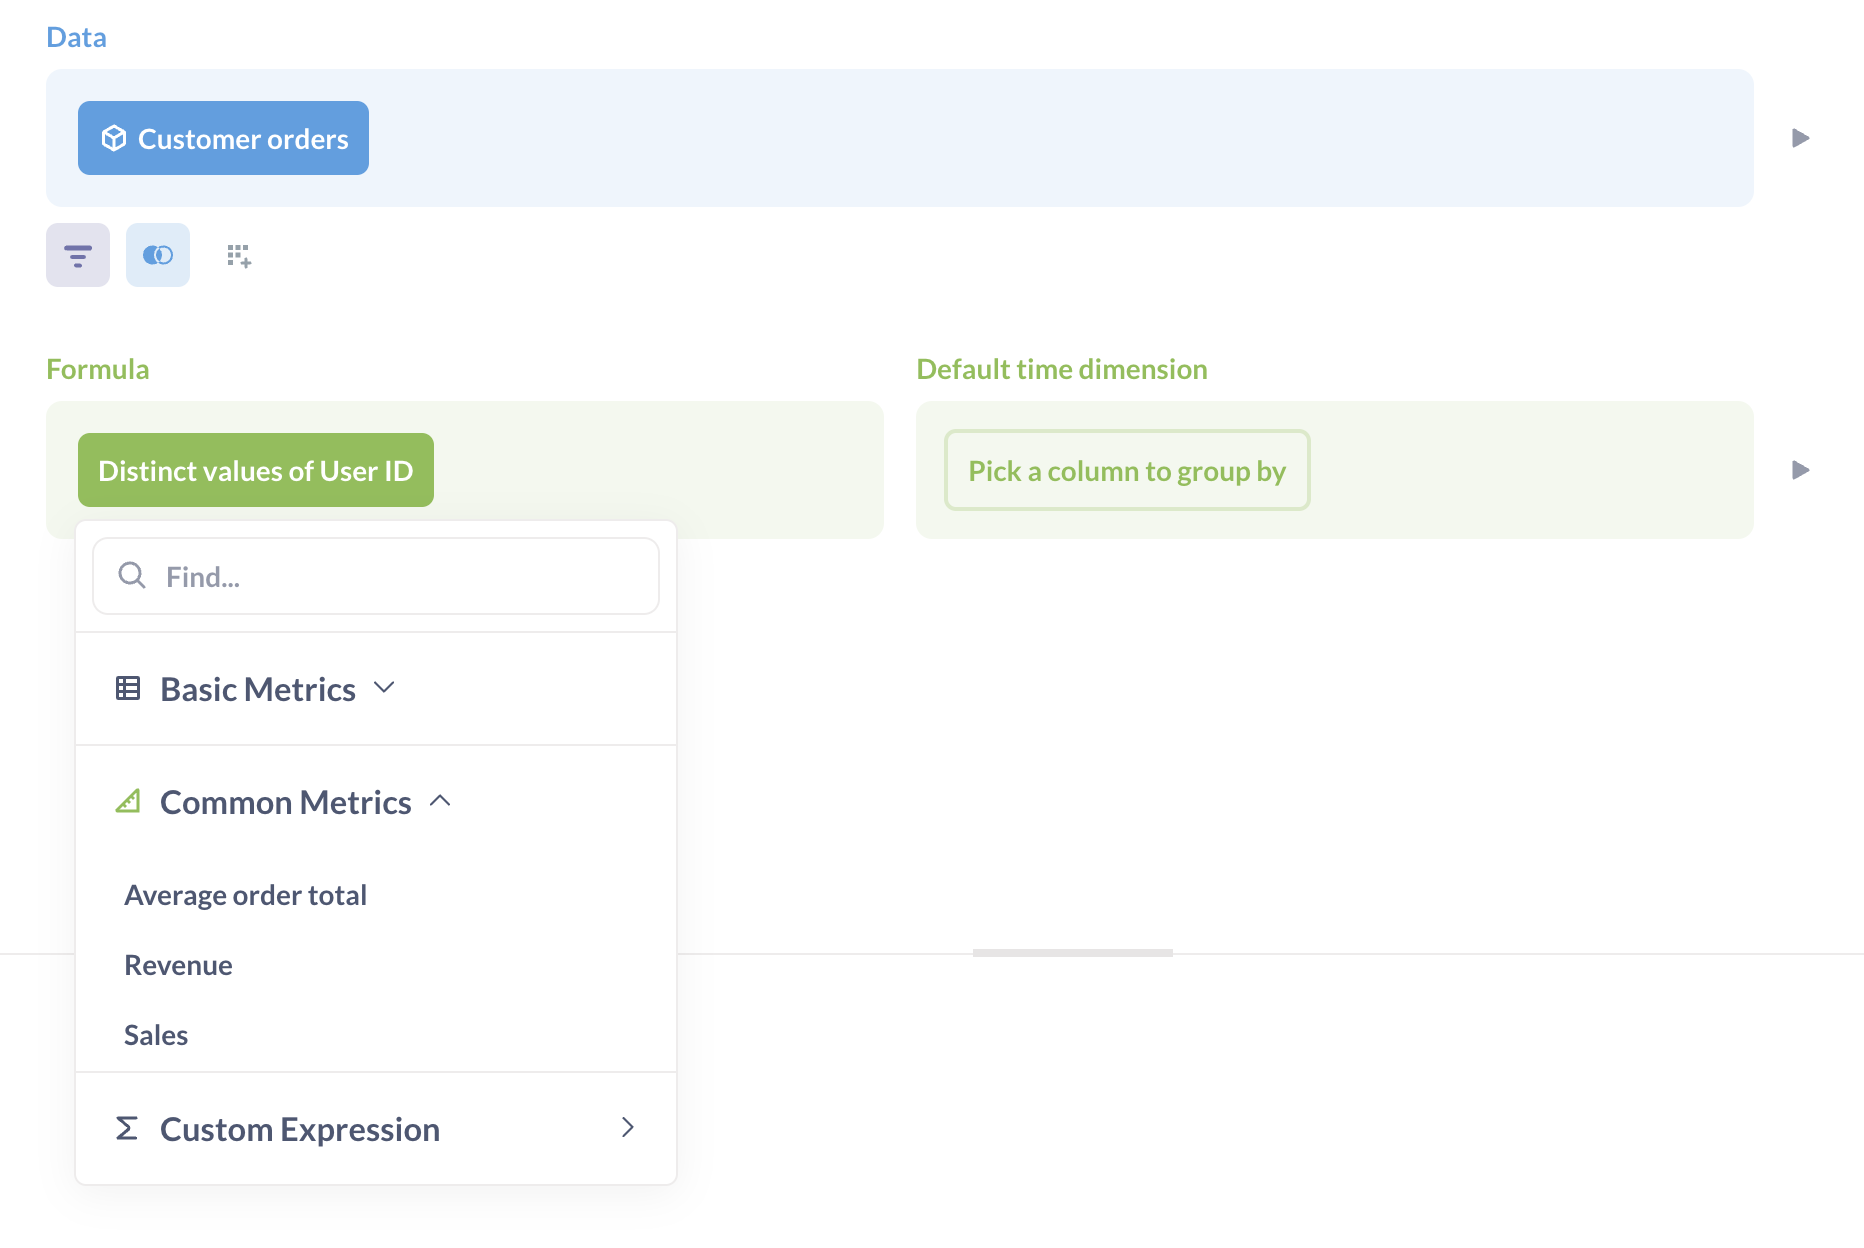 Data
Customer orders
Formula
Default time dimension
Distinct values of User ID
Pick a column to group by
Find...
Basic Metrics
Common Metrics
Average order total
Revenue
Sales
Custom Expression